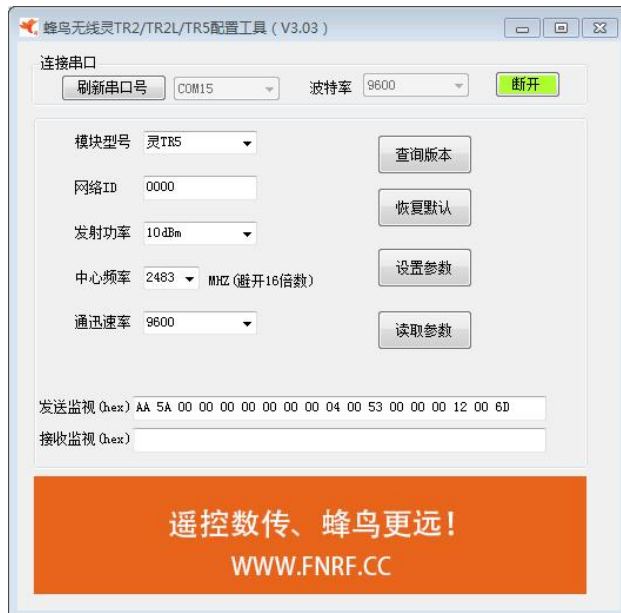 蜂鸟无线灵TR2/TR2L/TR5配置工具（V3.03）
连接串口
刷新串口号 COM15 波特率 9600 断开
模块型号 灵TR5 查询版本
网络ID 0000
恢复默认
发射功率 10dBm
中心频率 2483 MHZ(避开16倍数) 设置参数
通迅速率 9600 读取参数
发送监视(hex) AA 5A 00 00 00 00 00 00 00 04 00 53 00 00 00 12 00 6D
接收监视(hex)
遥控数传、蜂鸟更远！
WWW.FNRF.CC